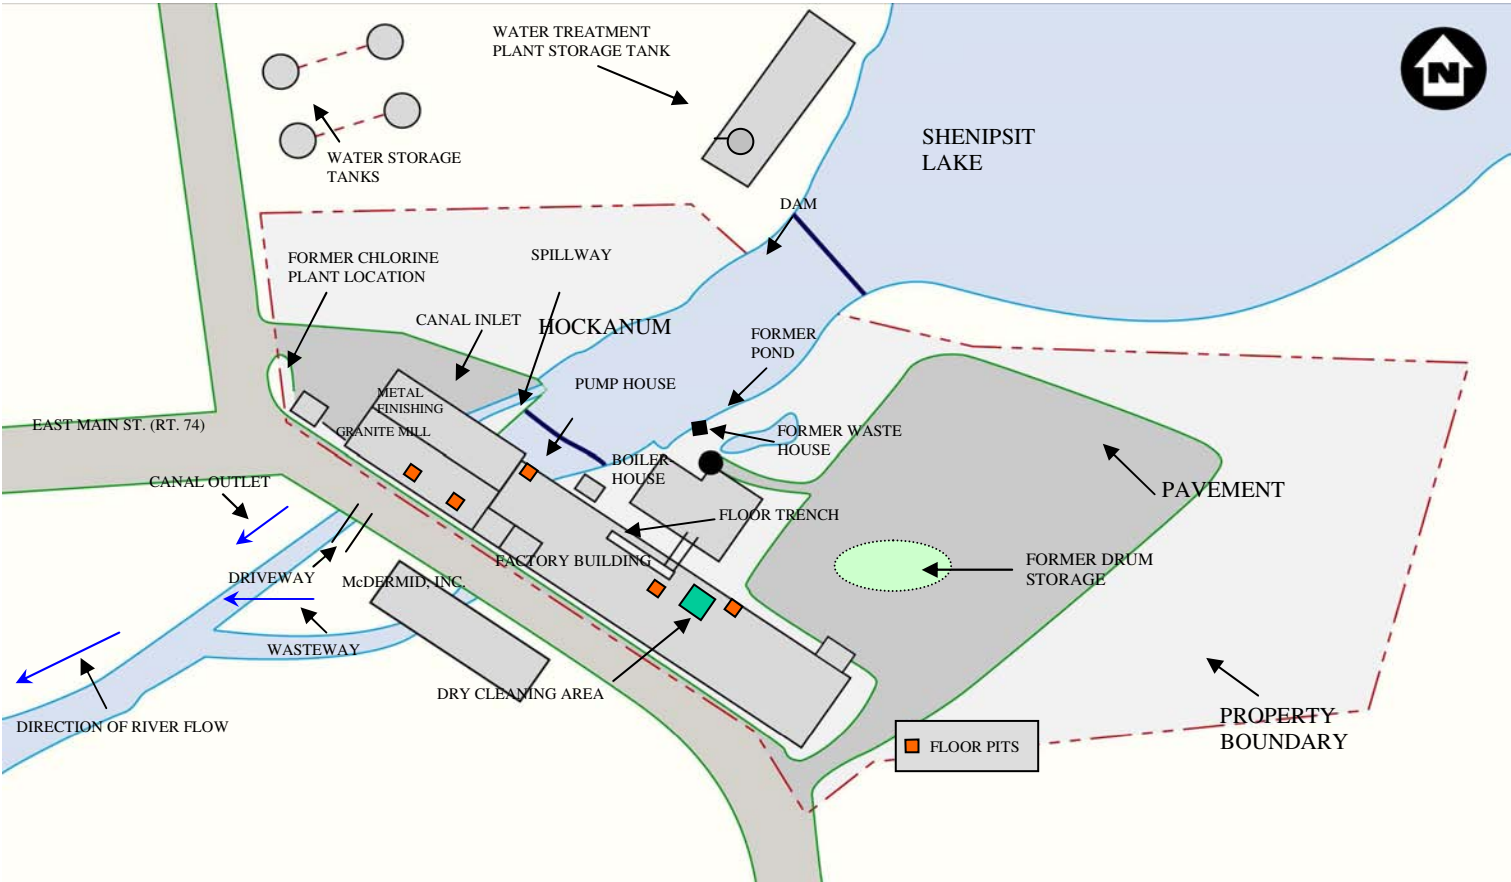 WATER TREATMENT
PLANT STORAGE TANK
N
SHENIPSIT
LAKE
WATER STORAGE
TANKS
DAM
FORMER CHLORINE
PLANT LOCATION
SPILLWAY
CANAL INLET
HOCKANUM
FORMER
POND
PUMP HOUSE
METAL
FINISHING
EAST MAIN ST. (RT. 74)
GRANITE MILL
FORMER WASTE
HOUSE
BOILER
HOUSE
CANAL OUTLET
PAVEMENT
FLOOR TRENCH
FACTORY BUILDING
FORMER DRUM
STORAGE
DRIVEWAY
McDERMID, INC.
WASTEWAY
DRY CLEANING AREA
DIRECTION OF RIVER FLOW
PROPERTY
BOUNDARY
FLOOR PITS